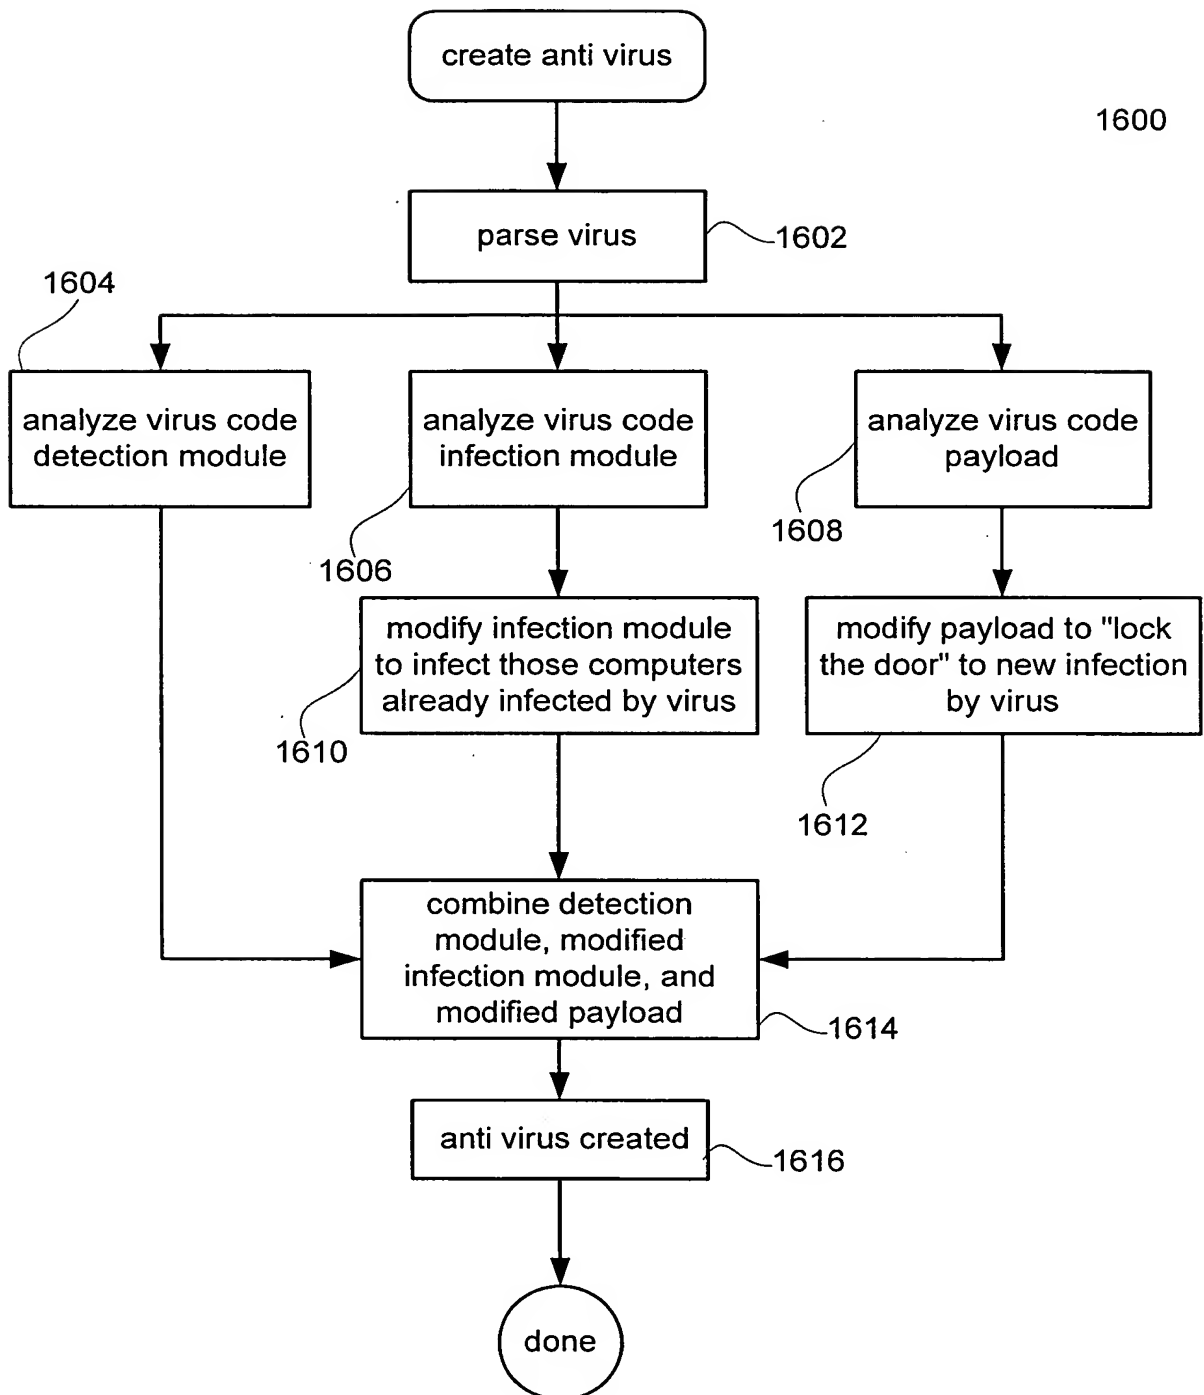 create anti virus
1600
parse virus
1602
1604
analyze virus code
detection module
analyze virus code
infection module
analyze virus code
payload
1606
1608
modify infection module
to infect those computers
already infected by virus
modify payload to "lock
the door" to new infection
by virus
1610
1612
combine detection
module, modified
infection module, and
modified payload
1614
anti virus created
1616
done